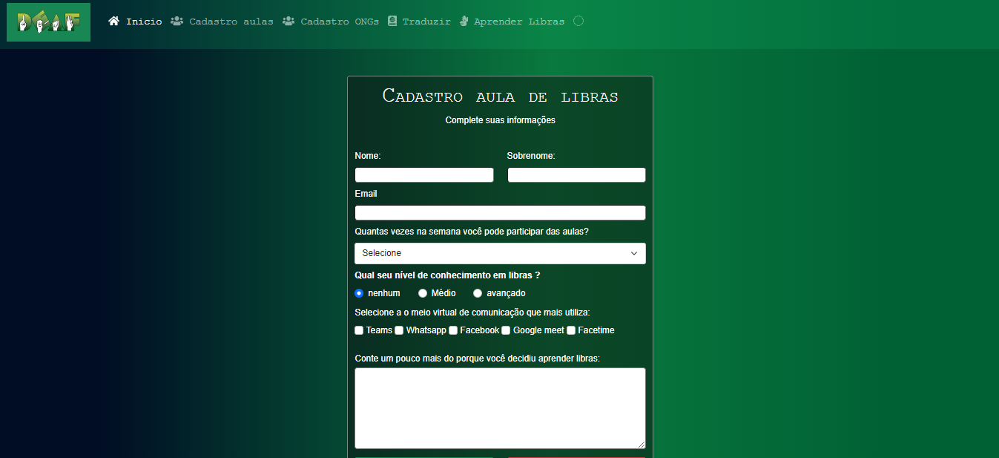 DEAF
Inicio Cadastro aulas Cadastro ONGs Traduzir Aprender Libras
Cadastro aula de libras
Complete suas informações
Nome: Sobrenome:
Email
Quantas vezes na semana você pode participar das aulas?
Selecione
Qual seu nível de conhecimento em libras ?
nenhum Médio avançado
Selecione a o meio virtual de comunicação que mais utiliza:
Teams Whatsapp Facebook Google meet Facetime
Conte um pouco mais do porque você decidiu aprender libras: